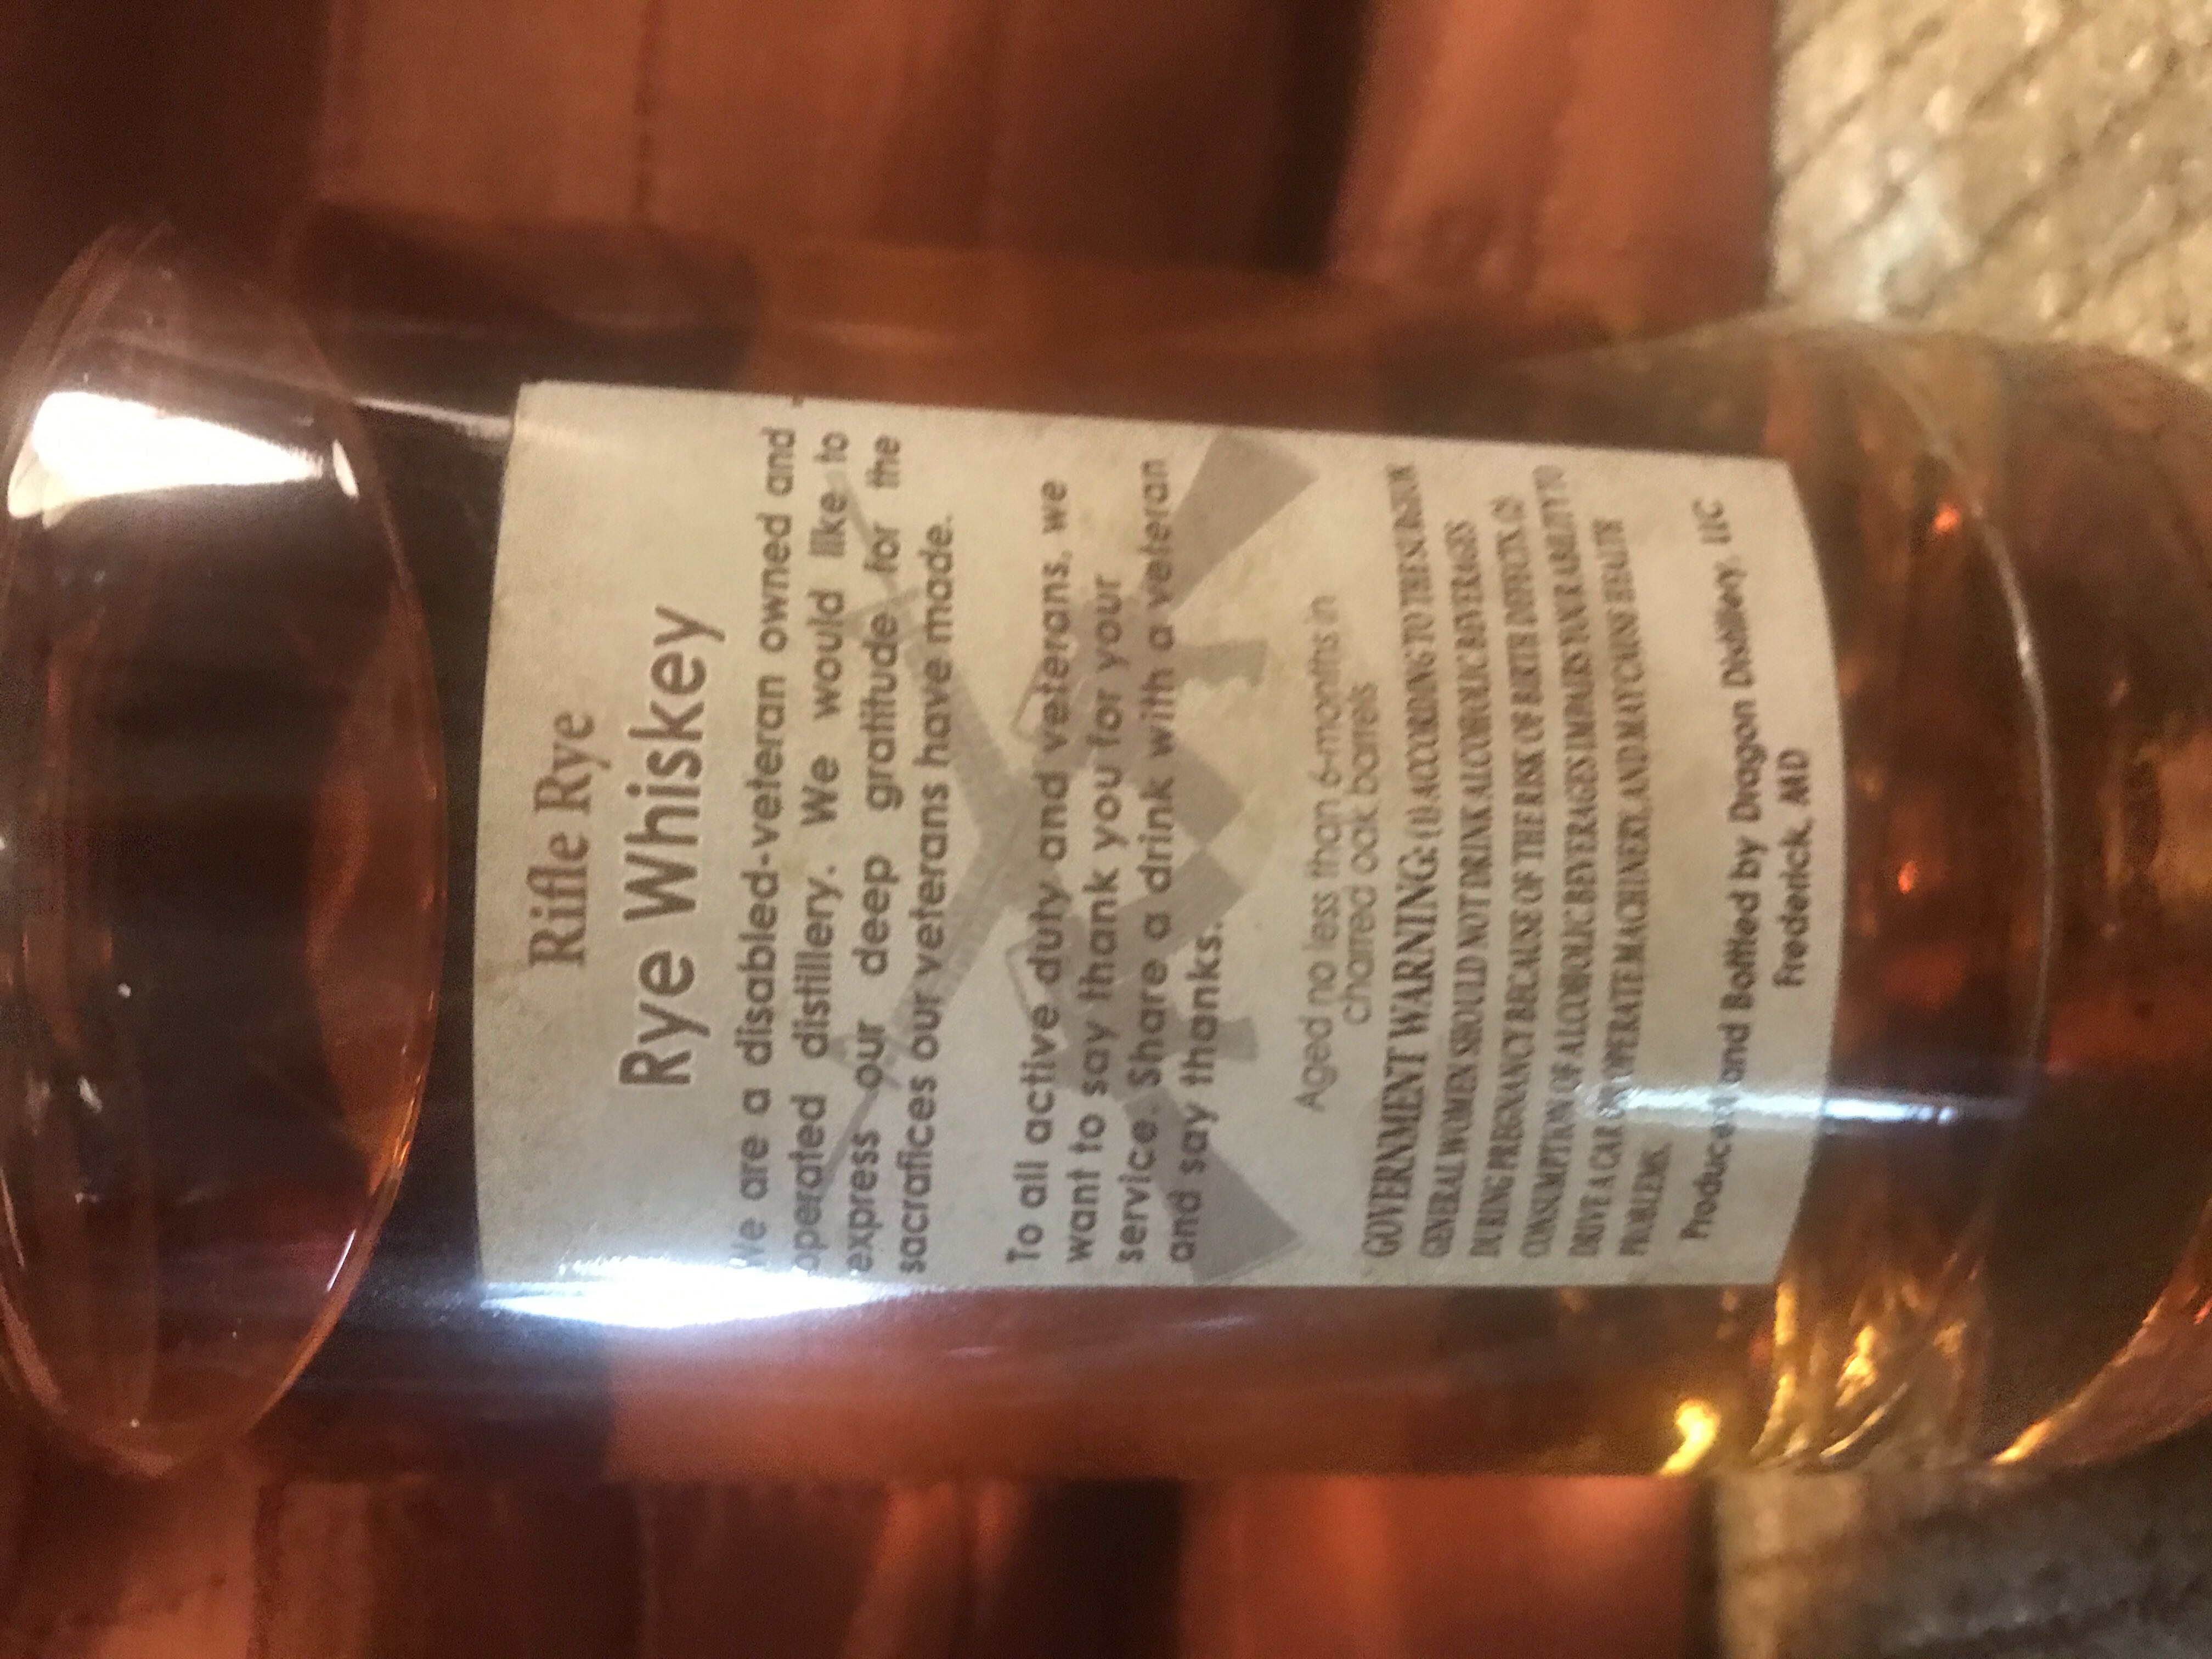 Rifle Rye
Rye Whiskey
We are a disabled-veteran owned and
operated distillery. We would like to
express our deep gratitude for the
sacrafices our veterans have made.
To all active duty and veterans, we
want to say thank you for your
service. Share a drink with a veteran
and say thanks.
Aged no less than 6-months in
charred oak barrels
GOVERNMENT WARNING: (1) ACCORDING TO THE SURGEON
GENERAL WOMEN SHOULD NOT DRINK ALCOHOLIC BEVERAGES
DURING PREGNANCY BECAUSE OF THE RISK OF BIRTH DEFECTS. (2)
CONSUMPTION OF ALCOHOLIC BEVERAGES IMPAIRS YOUR ABILITY TO
DRIVE A CAR OR OPERATE MACHINERY, AND MAY CAUSE HEALTH
PROBLEMS.
Produced and Bottled by Dragon Distillery, LLC
Frederick, MD